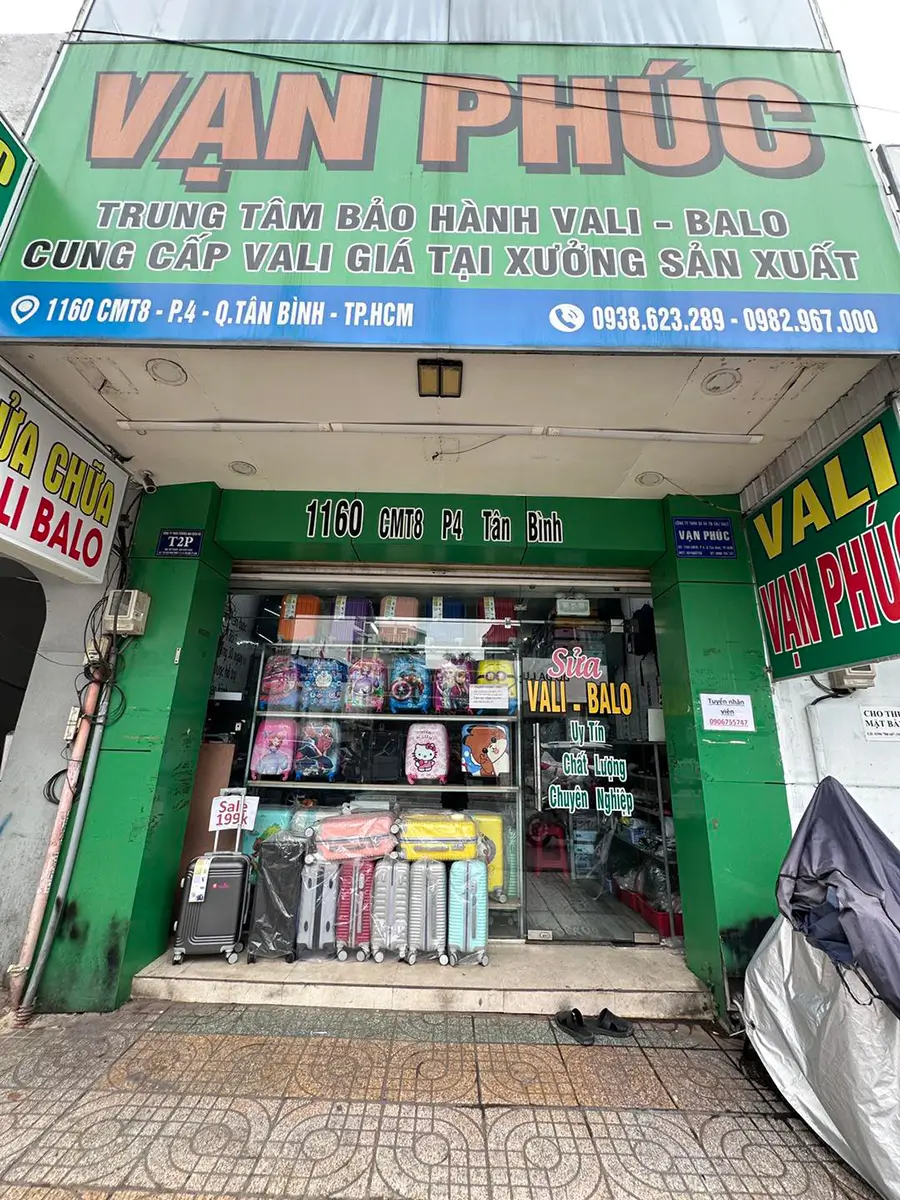 VẠN PHÚC
TRUNG TÂM BẢO HÀNH VALI - BALO
CUNG CẤP VALI GIÁ TẠI XƯỞNG SẢN XUẤT
1160 CMT8 - P.4 - Q.TÂN BÌNH - TP.HCM
0938.623.289 - 0982.967.000
ỬA CHỮA
LI BALO
1160 CMT8 P4 Tân Bình
T2P
VẠN PHÚC
VALI
VẠN PHÚC
Sửa
VALI - BALO
Uy Tín
Chất Lượng
Chuyên Nghiệp
Tuyển nhân
viên
0906755747
CHO THU
MẶT BẰ
Sale
199k